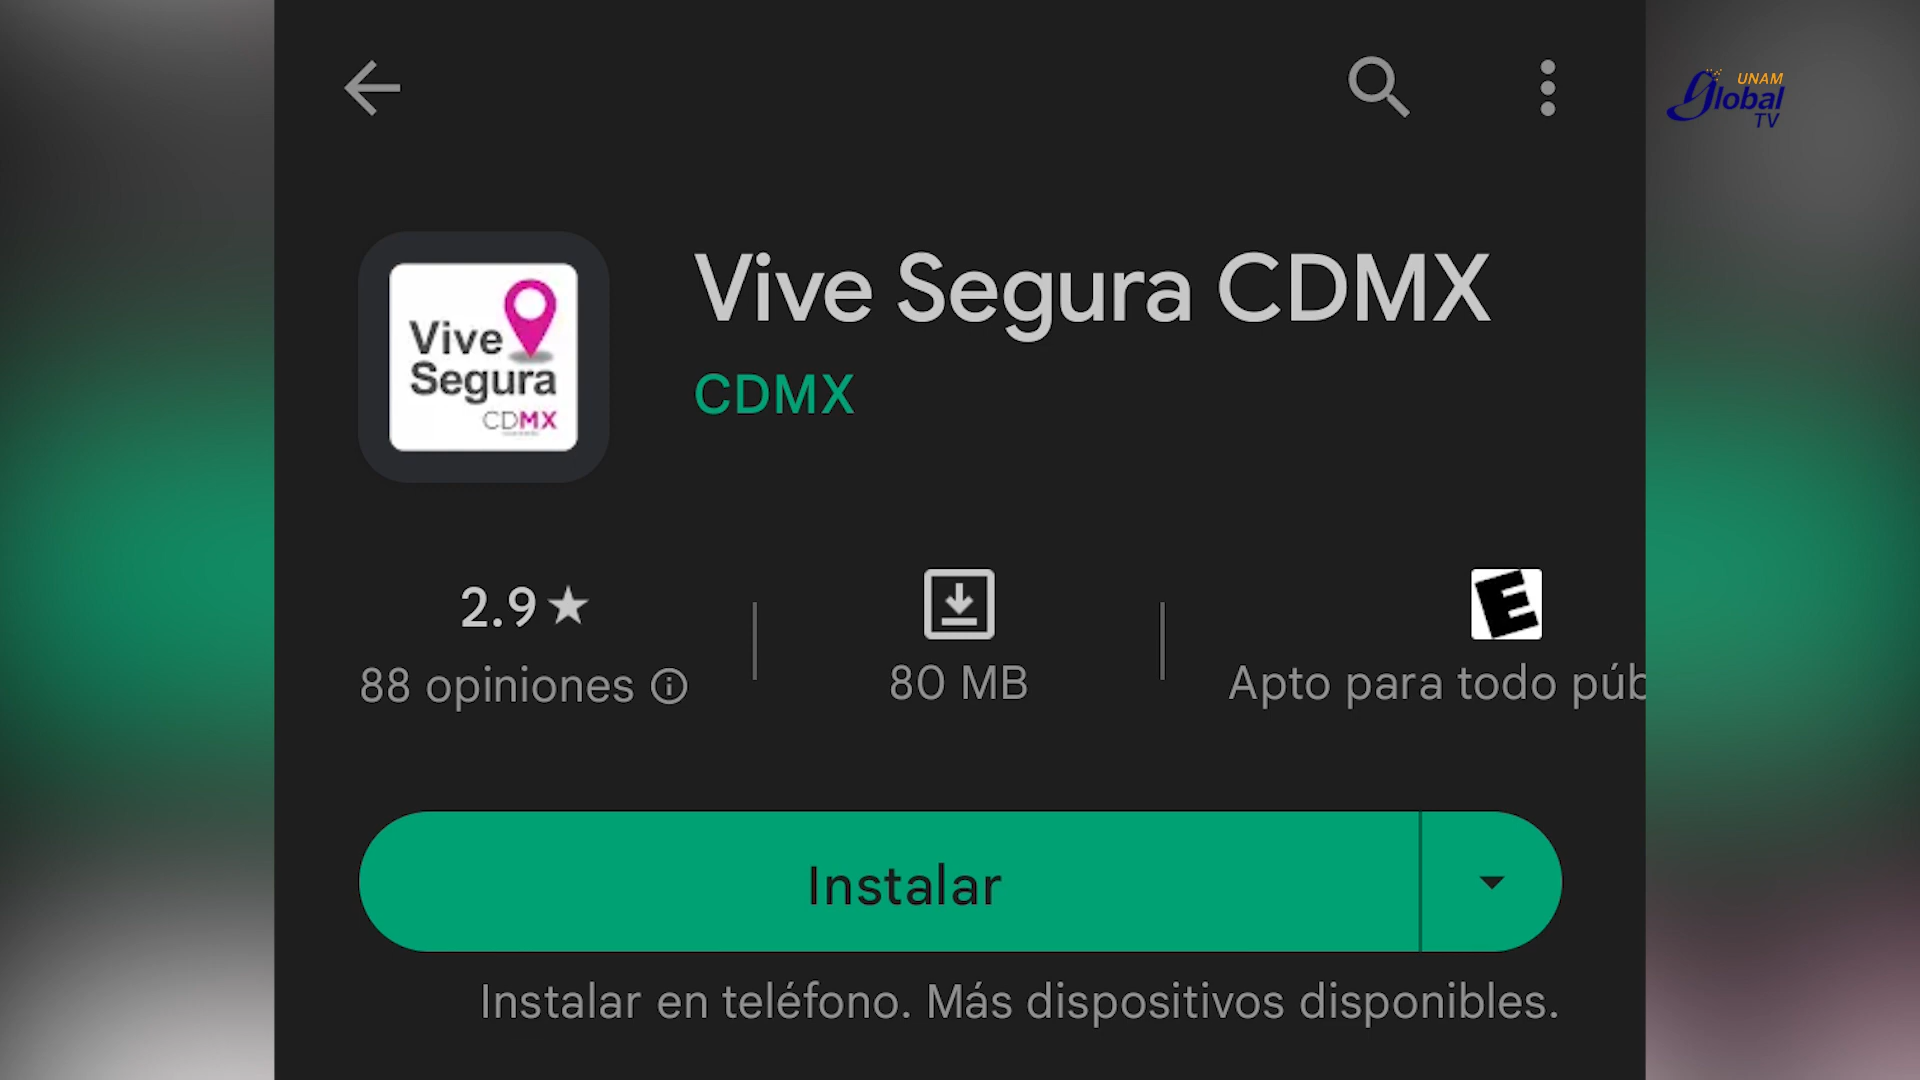 UNAM
Global
TV
Vive Segura CDMX
CDMX
Vive
Segura
CDMX
2.9★
88 opiniones
80 MB
E
Apto para todo púb
Instalar
Instalar en teléfono. Más dispositivos disponibles.